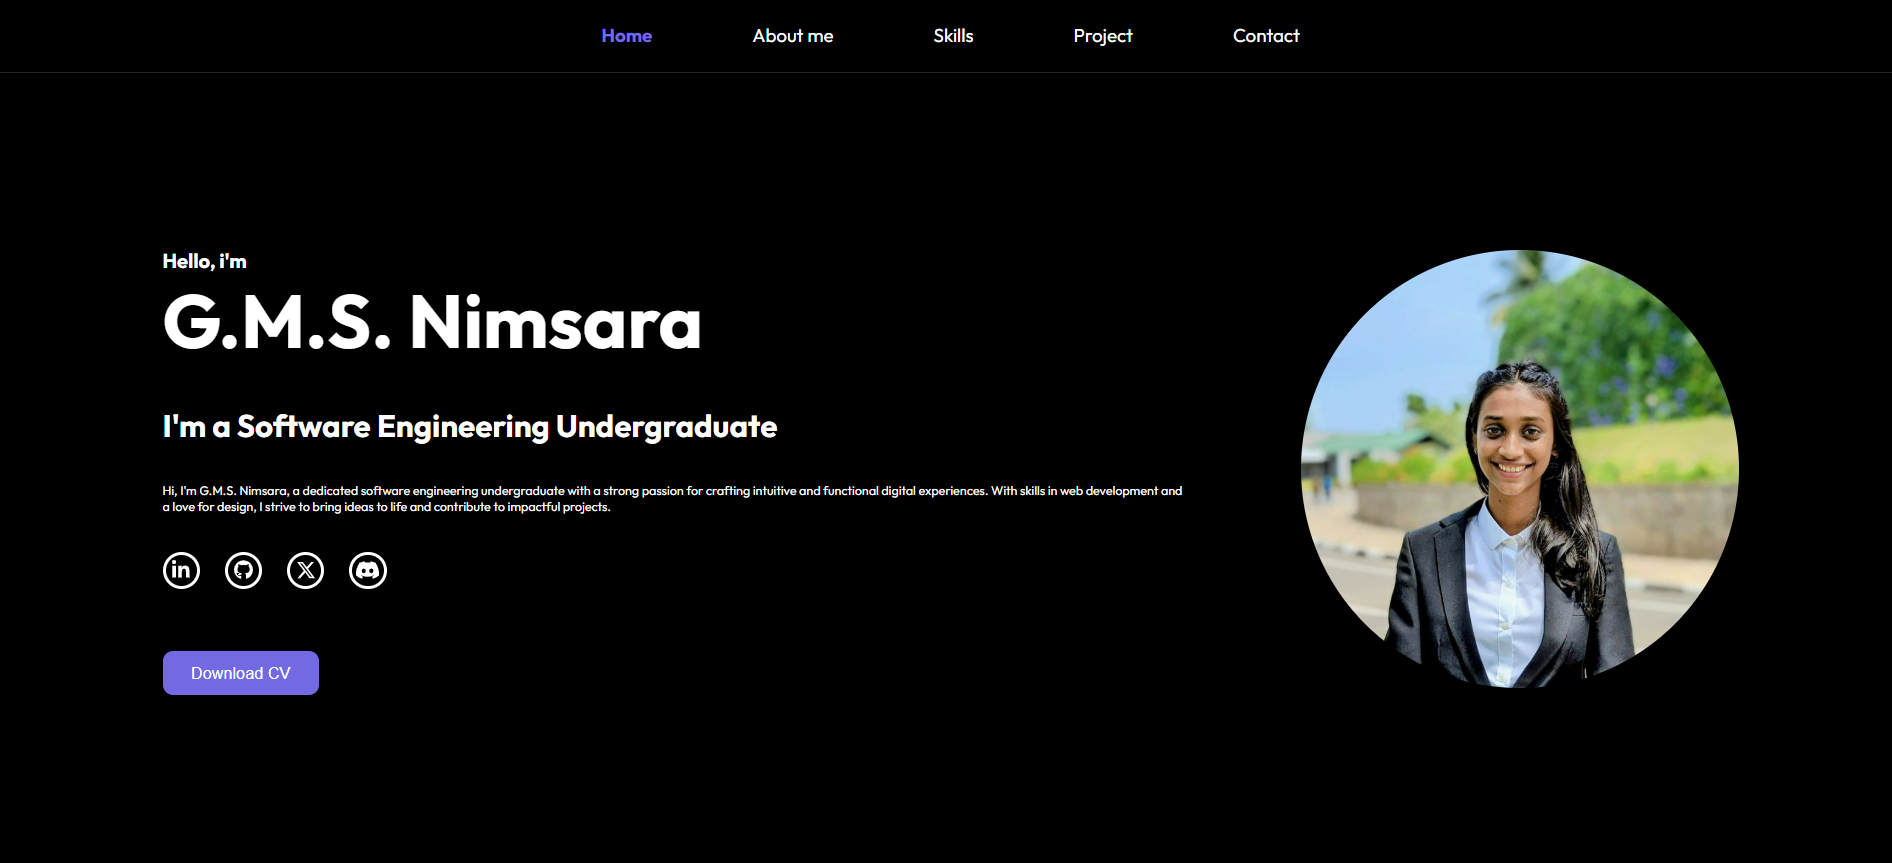 Home About me Skills Project Contact
Hello, i'm
G.M.S. Nimsara
I'm a Software Engineering Undergraduate
Hi, I'm G.M.S. Nimsara, a dedicated software engineering undergraduate with a strong passion for crafting intuitive and functional digital experiences. With skills in web development and
a love for design, I strive to bring ideas to life and contribute to impactful projects.
in
Download CV